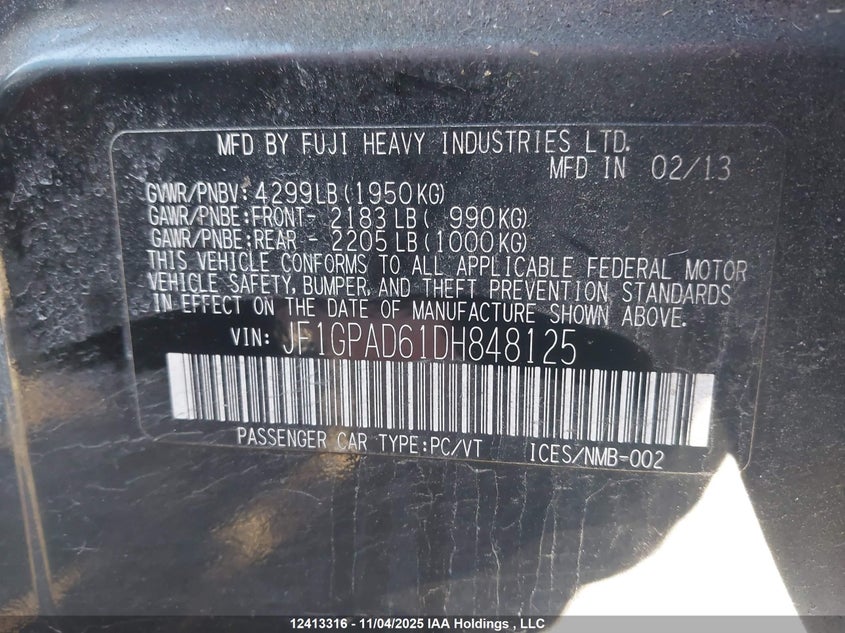 MFD BY FUJI HEAVY INDUSTRIES LTD.
MFD IN 02/13
GVWR/PNBV: 4299LB (1950KG)
GAWR/PNBE:FRONT- 2183 LB ( 990KG)
GAWR/PNBE:REAR - 2205 LB (1000KG)
THIS VEHICLE CONFORMS TO ALL APPLICABLE FEDERAL MOTOR
VEHICLE SAFETY, BUMPER, AND THEFT PREVENTION STANDARDS
IN EFFECT ON THE DATE OF MANUFACTURE SHOWN ABOVE.
VIN: JF1GPAD61DH848125
PASSENGER CAR TYPE:PC/VT ICES/NMB-002
12413316 - 11/04/2025 IAA Holdings , LLC